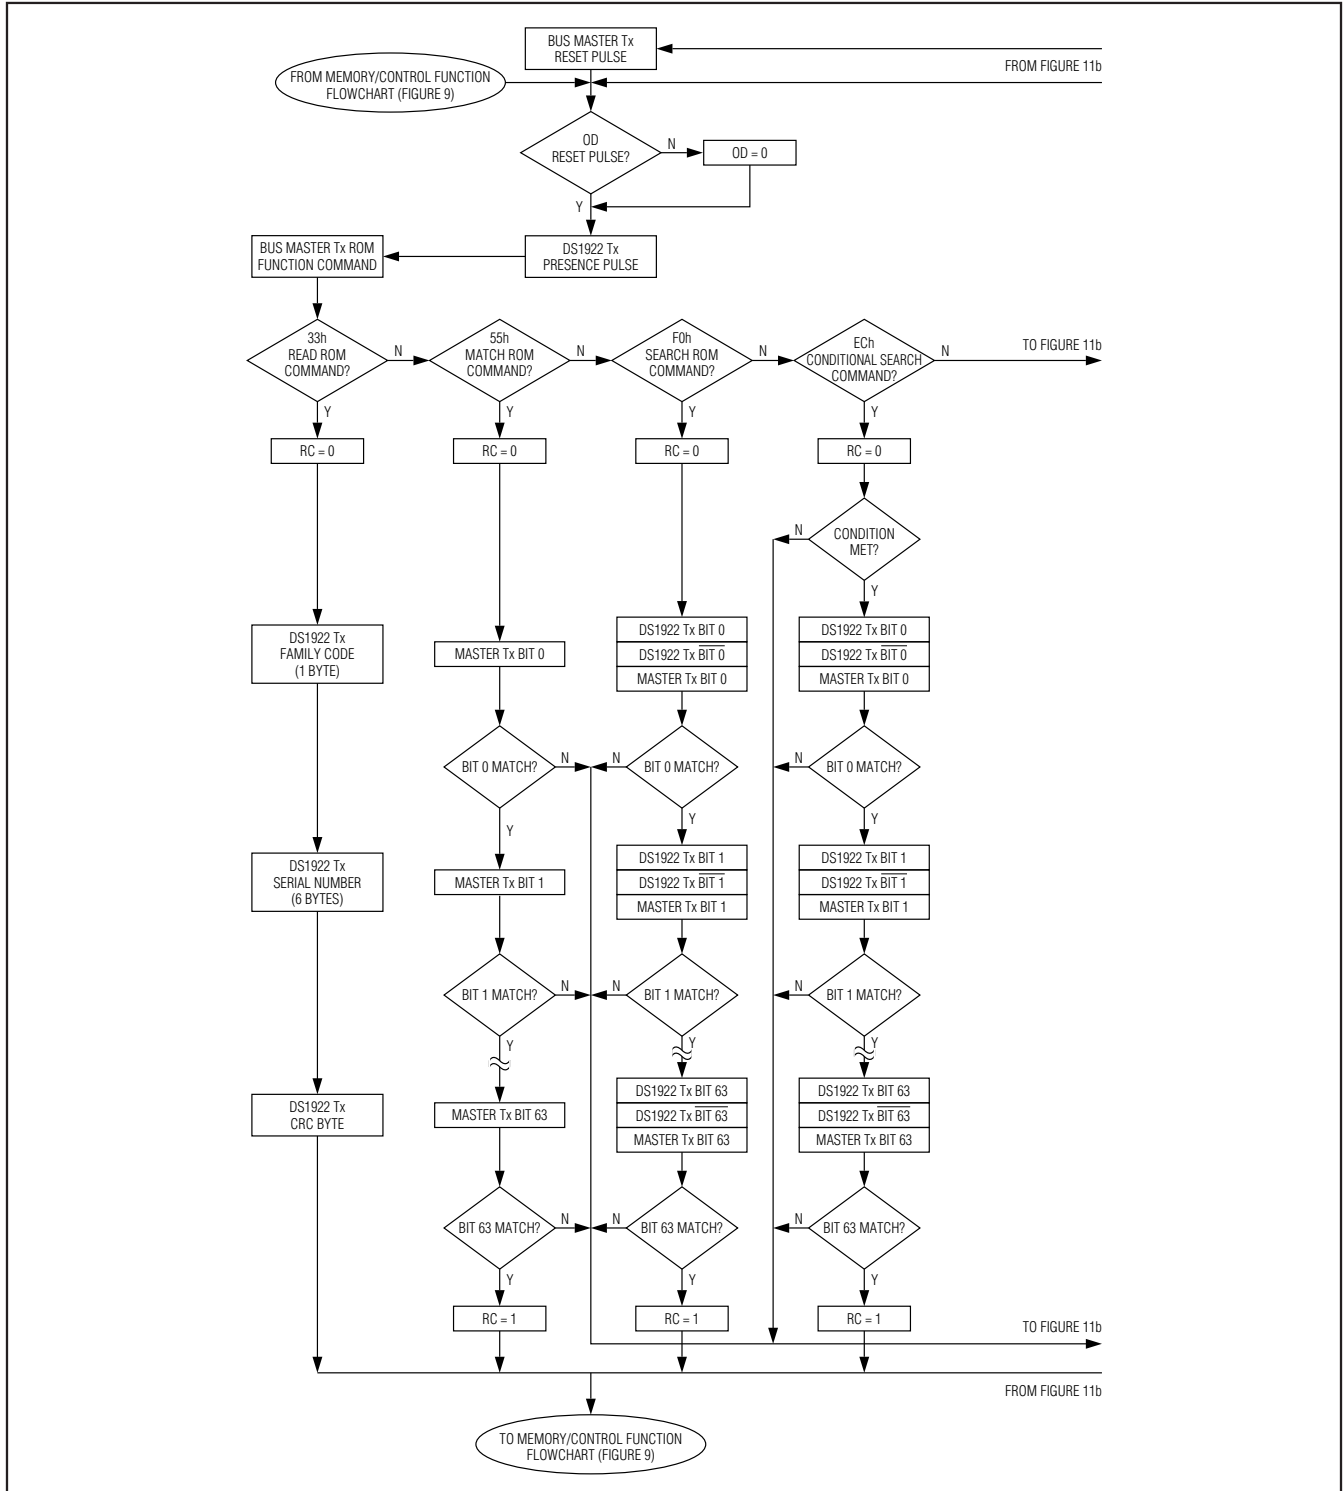 BUS MASTER Tx
RESET PULSE
FROM FIGURE 11b
FROM MEMORY/CONTROL FUNCTION
FLOWCHART (FIGURE 9)
OD
RESET PULSE?
N
OD = 0
Y
BUS MASTER Tx ROM
FUNCTION COMMAND
DS1922 Tx
PRESENCE PULSE
33h
READ ROM
COMMAND?
N
55h
MATCH ROM
COMMAND?
N
F0h
SEARCH ROM
COMMAND?
N
ECh
CONDITIONAL SEARCH
COMMAND?
N
TO FIGURE 11b
Y
Y
Y
Y
RC = 0
RC = 0
RC = 0
RC = 0
N
CONDITION
MET?
Y
DS1922 Tx
FAMILY CODE
(1 BYTE)
MASTER Tx BIT 0
DS1922 Tx BIT 0
DS1922 Tx BIT 0
MASTER Tx BIT 0
DS1922 Tx BIT 0
DS1922 Tx BIT 0
MASTER Tx BIT 0
BIT 0 MATCH?
N
N
BIT 0 MATCH?
N
BIT 0 MATCH?
Y
Y
Y
DS1922 Tx
SERIAL NUMBER
(6 BYTES)
MASTER Tx BIT 1
DS1922 Tx BIT 1
DS1922 Tx BIT 1
MASTER Tx BIT 1
DS1922 Tx BIT 1
DS1922 Tx BIT 1
MASTER Tx BIT 1
BIT 1 MATCH?
N
N
BIT 1 MATCH?
N
BIT 1 MATCH?
Y
Y
Y
DS1922 Tx
CRC BYTE
MASTER Tx BIT 63
DS1922 Tx BIT 63
DS1922 Tx BIT 63
MASTER Tx BIT 63
DS1922 Tx BIT 63
DS1922 Tx BIT 63
MASTER Tx BIT 63
BIT 63 MATCH?
N
N
BIT 63 MATCH?
N
BIT 63 MATCH?
Y
Y
Y
RC = 1
RC = 1
RC = 1
TO FIGURE 11b
FROM FIGURE 11b
TO MEMORY/CONTROL FUNCTION
FLOWCHART (FIGURE 9)